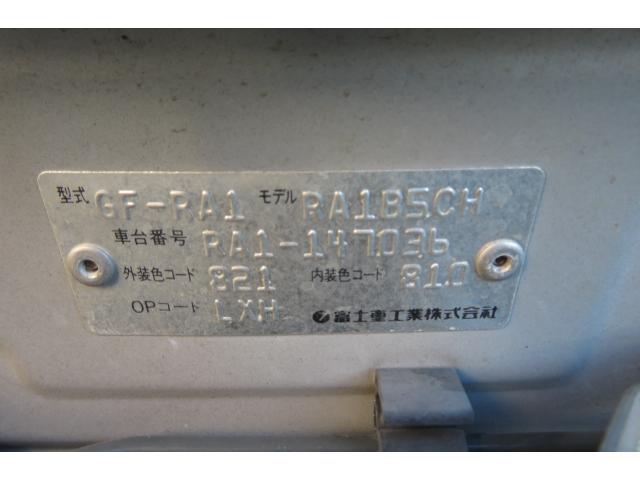 型式 GF-RA1 モデル RA1B5CH
車台番号 RA1-147036
外装色コード 821 内装色コード 810
OPコード LXH 富士重工業株式会社